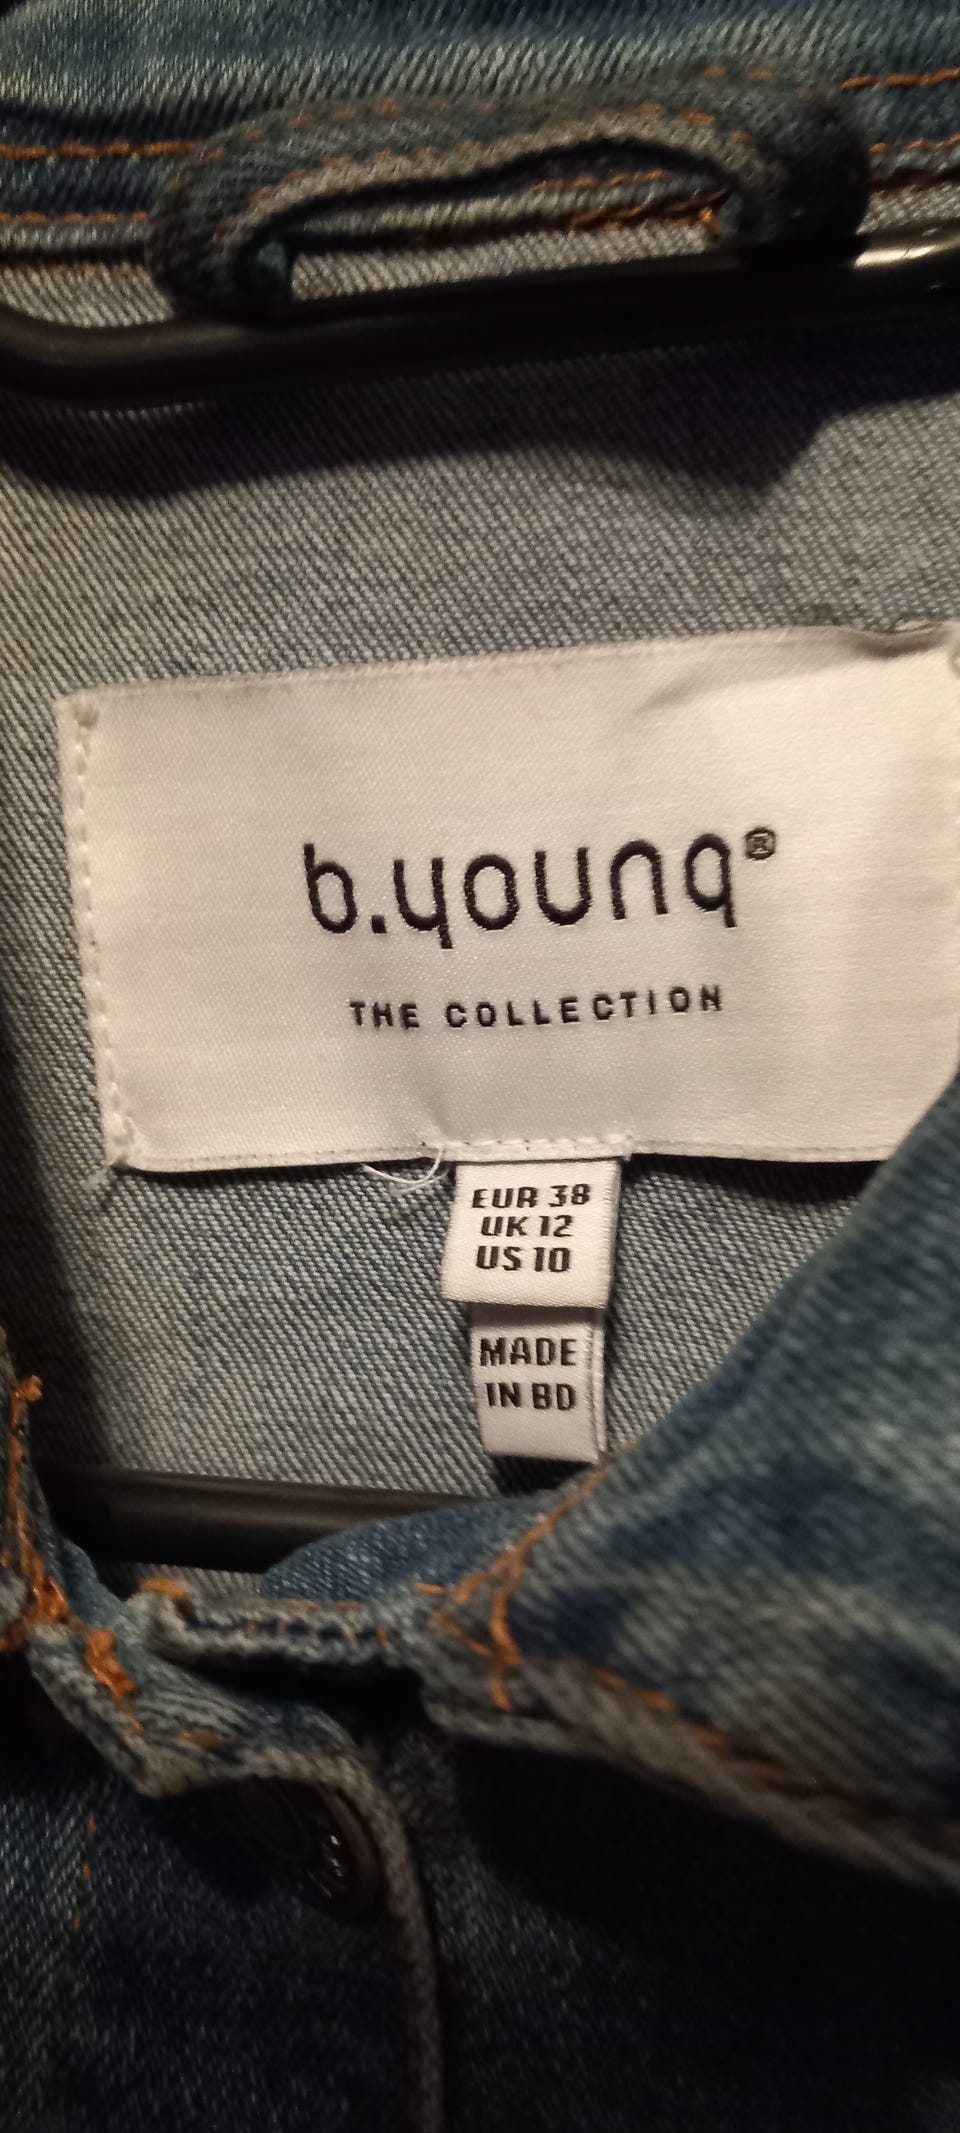 b.young®
THE COLLECTION
EUR 38
UK 12
US 10
MADE
IN BD